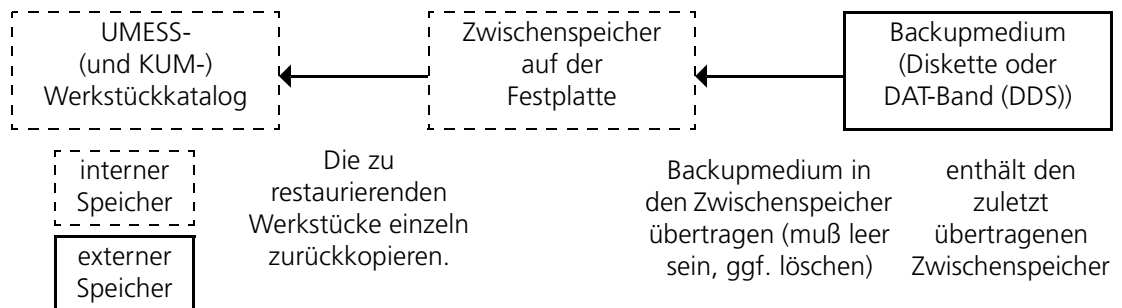 UMESS-
(und KUM-)
Werkstückkatalog
Zwischenspeicher
auf der
Festplatte
Backupmedium
(Diskette oder
DAT-Band (DDS))
interner
Speicher
externer
Speicher
Die zu
restaurierenden
Werkstücke einzeln
zurückkopieren.
Backupmedium in
den Zwischenspeicher
übertragen (muß leer
sein, ggf. löschen)
enthält den
zuletzt
übertragenen
Zwischenspeicher